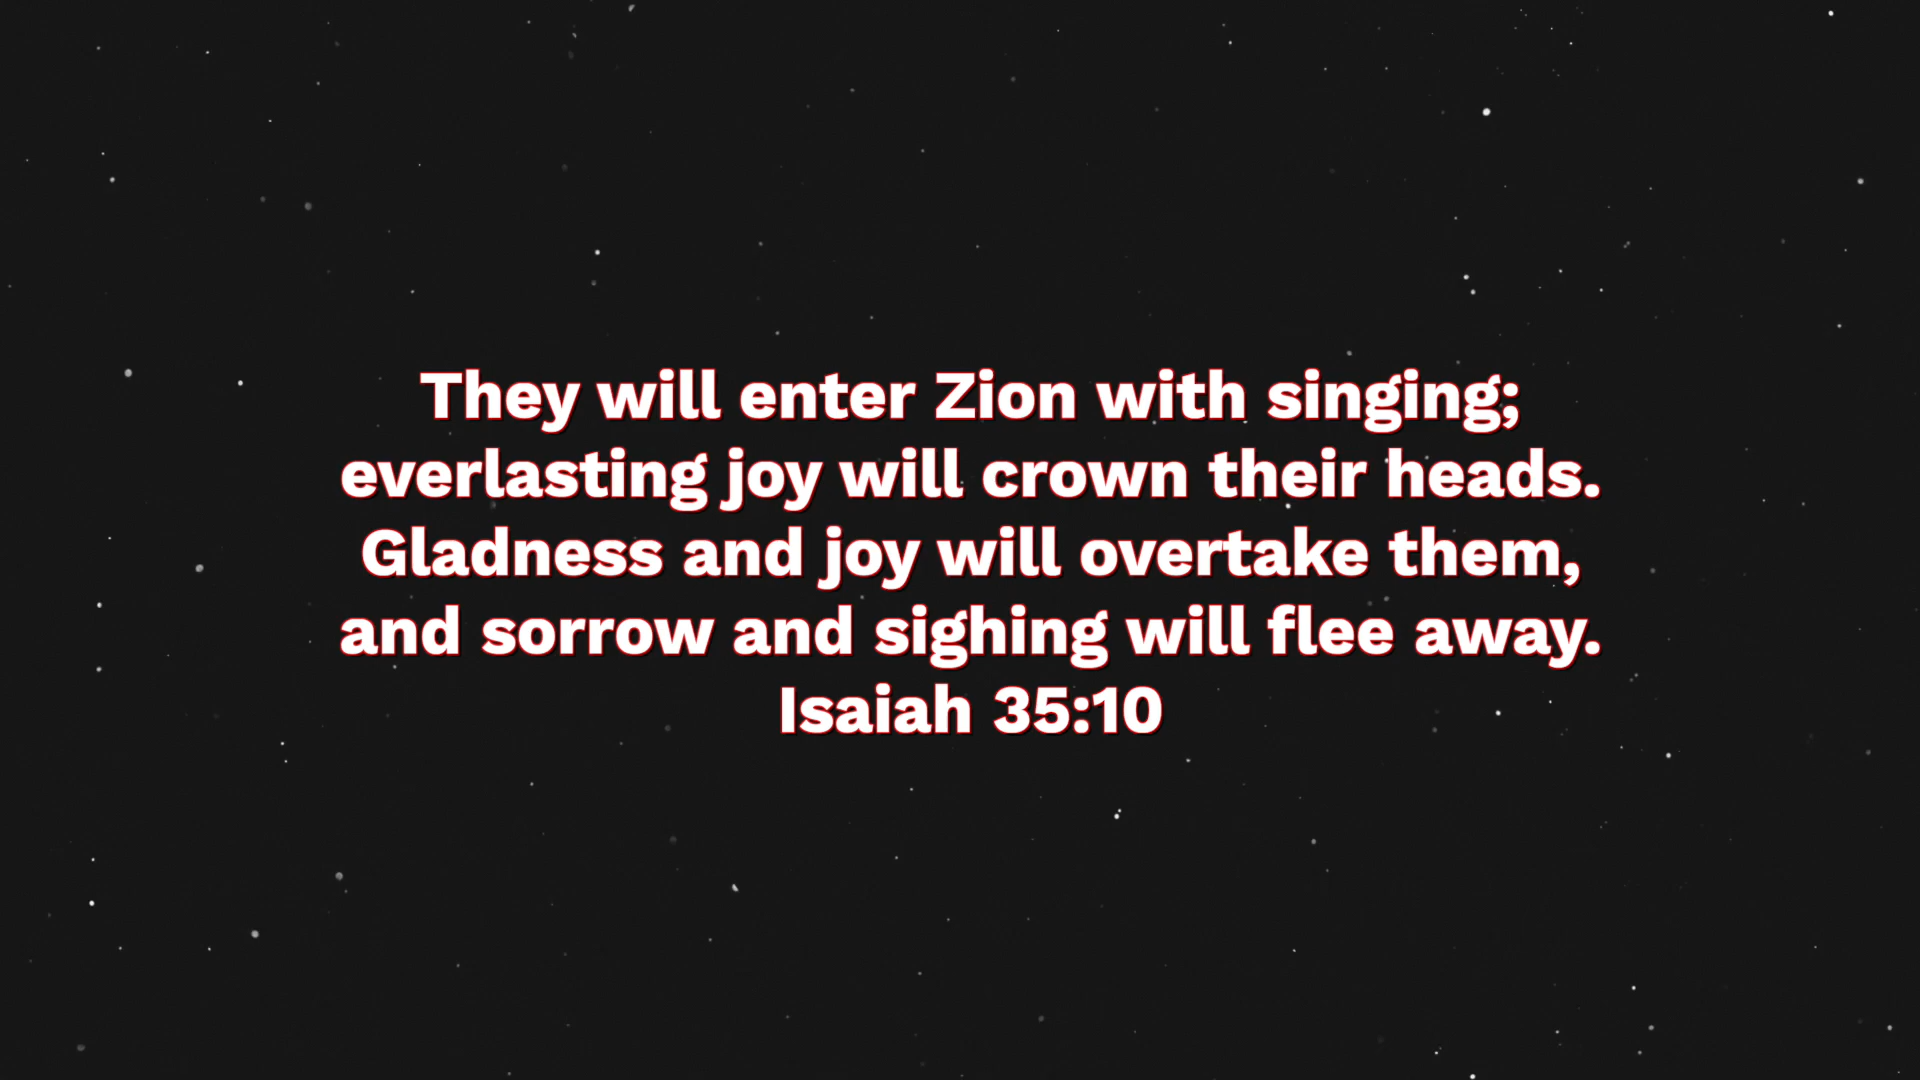 They will enter Zion with singing;
everlasting joy will crown their heads.
Gladness and joy will overtake them,
and sorrow and sighing will flee away.
Isaiah 35:10